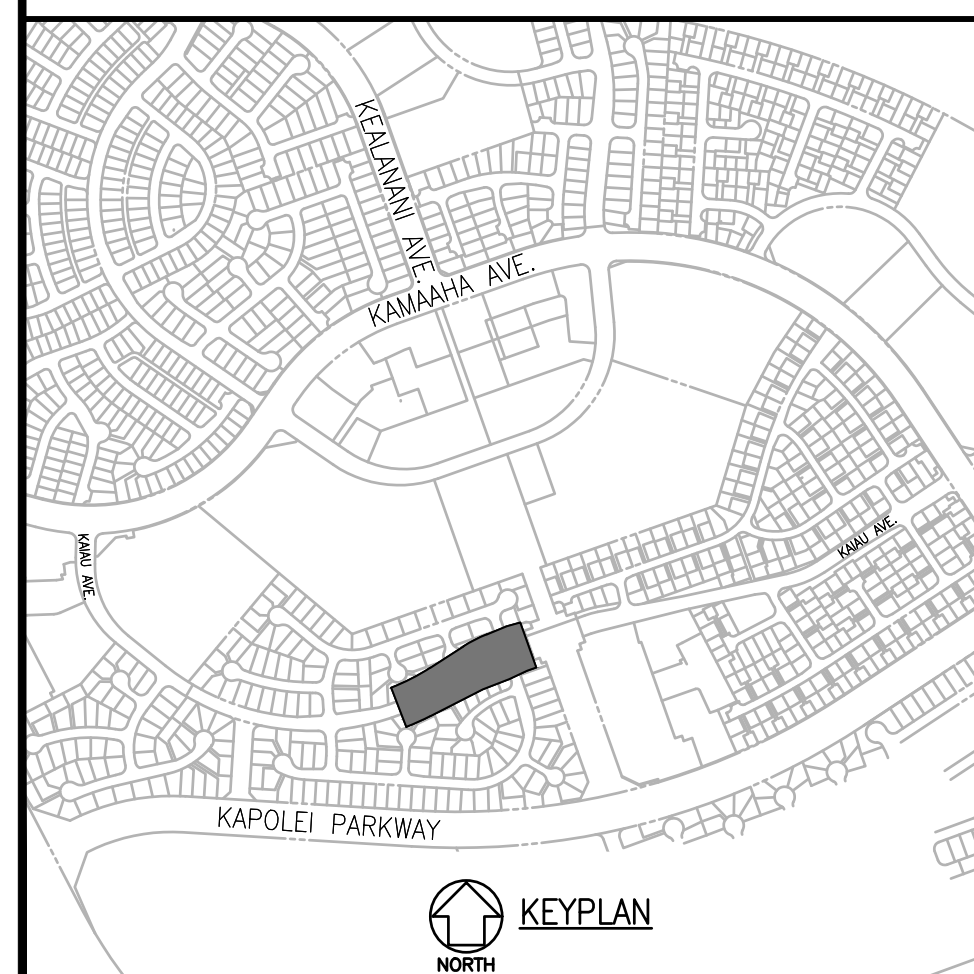 KEALANANI AVE.
KAMAAHA AVE.
KAIAU AVE.
KAIAU AVE.
KAPOLEI PARKWAY
KEYPLAN
NORTH